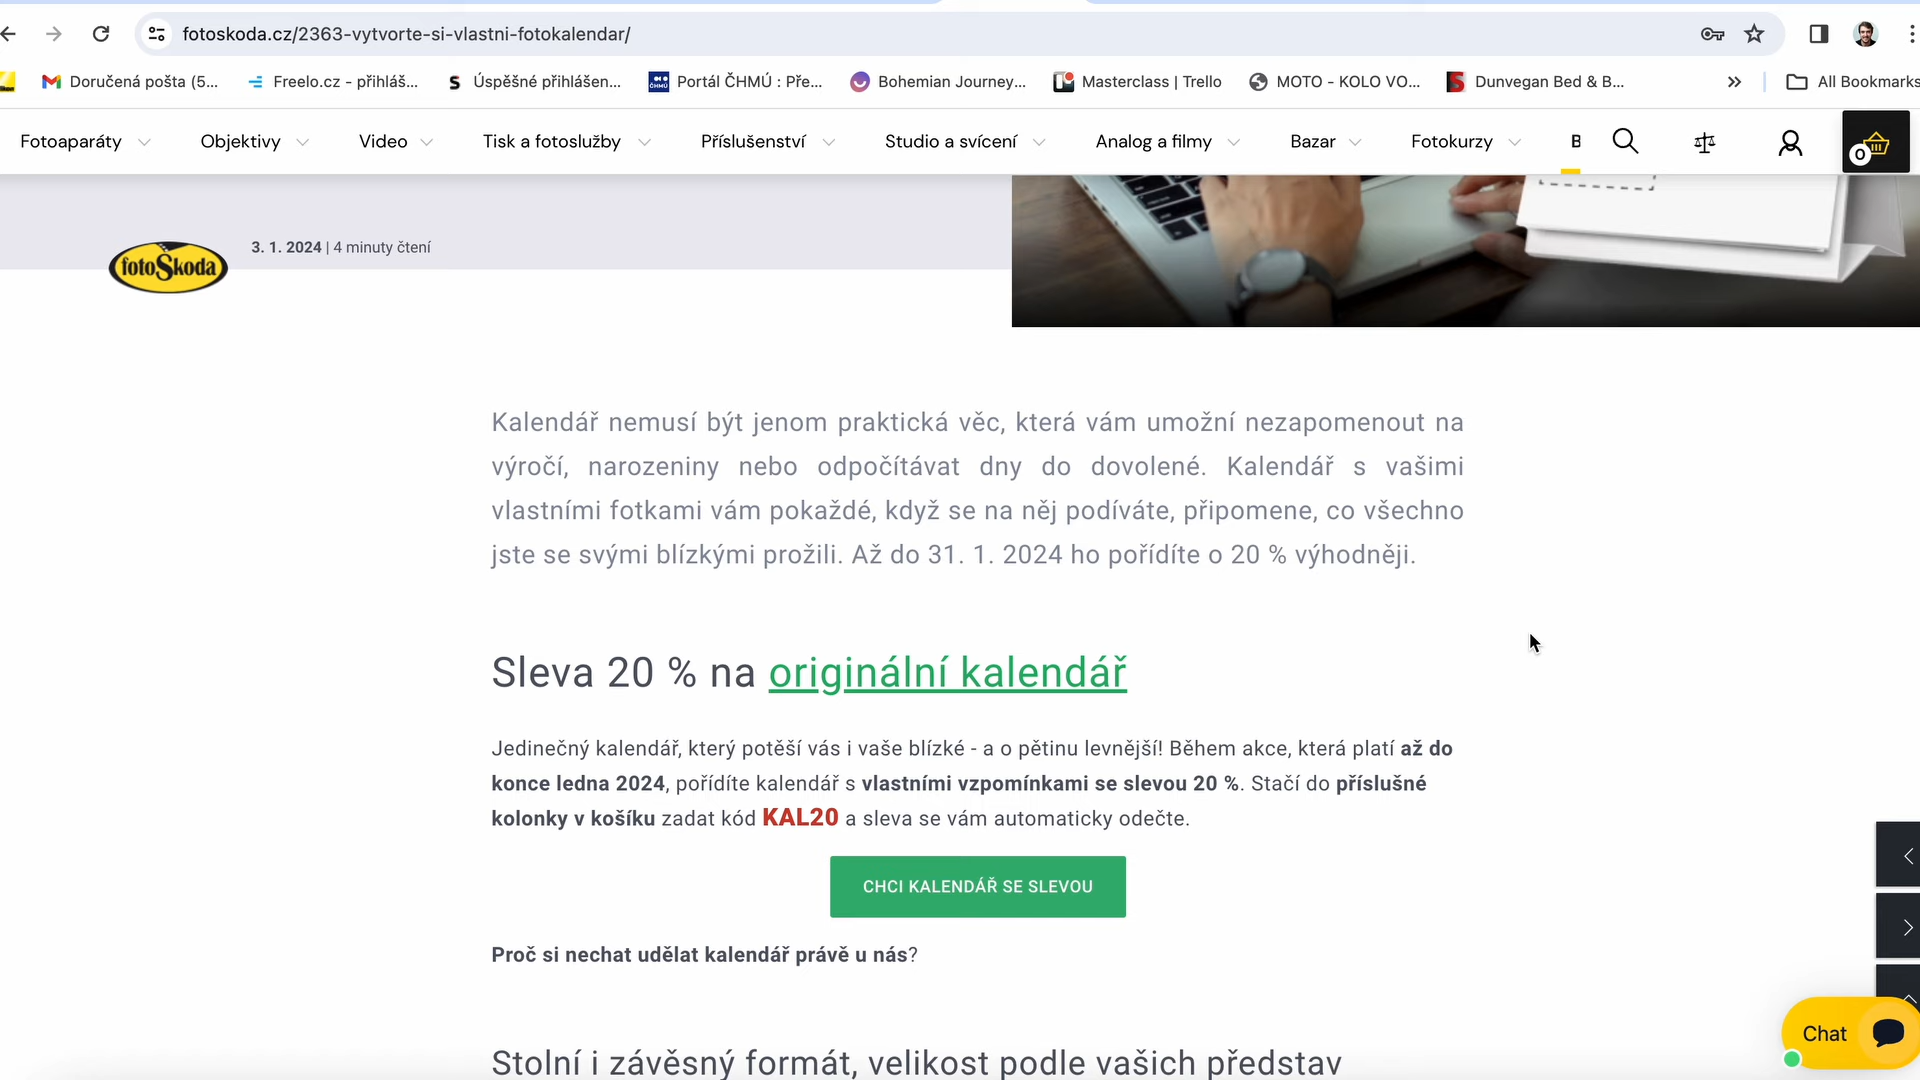 fotoskoda.cz/2363-vytvorte-si-vlastni-fotokalendar/
Doručená pošta (5... Freelo.cz - přihláš... Úspěšné přihlášen... Portál ČHMÚ : Pře... Bohemian Journey... Masterclass | Trello MOTO - KOLO VO... Dunvegan Bed & B... All Bookmarks
Fotoaparáty Objektivy Video Tisk a fotoslužby Příslušenství Studio a svícení Analog a filmy Bazar Fotokurzy B 0
fotoŠkoda 3. 1. 2024 | 4 minuty čtení
Kalendář nemusí být jenom praktická věc, která vám umožní nezapomenout na
výročí, narozeniny nebo odpočítávat dny do dovolené. Kalendář s vašimi
vlastními fotkami vám pokaždé, když se na něj podíváte, připomene, co všechno
jste se svými blízkými prožili. Až do 31. 1. 2024 ho pořídíte o 20 % výhodněji.
Sleva 20 % na originální kalendář
Jedinečný kalendář, který potěší vás i vaše blízké - a o pětinu levnější! Během akce, která platí až do
konce ledna 2024, pořídíte kalendář s vlastními vzpomínkami se slevou 20 %. Stačí do příslušné
kolonky v košíku zadat kód KAL20 a sleva se vám automaticky odečte.
CHCI KALENDÁŘ SE SLEVOU
Proč si nechat udělat kalendář právě u nás?
Chat
Stolní i závěsný formát, velikost podle vašich představ